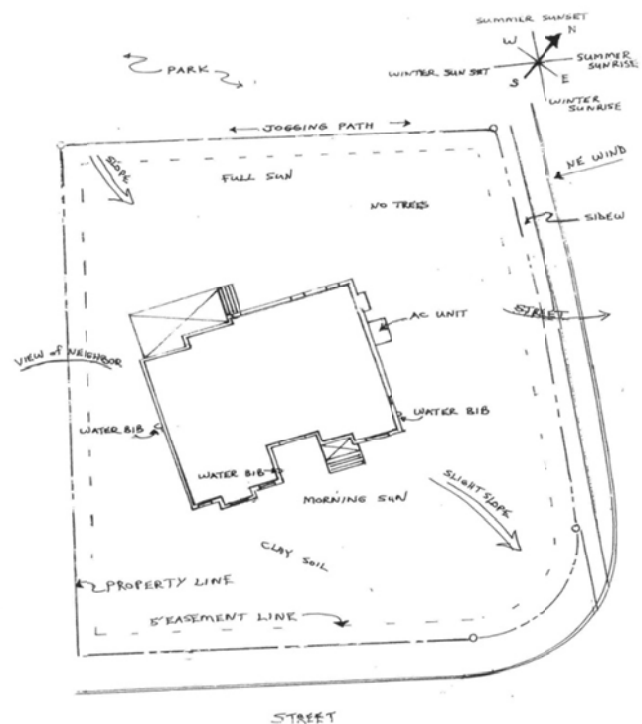 SUMMER SUNSET
N
W
SUMMER
SUNRISE
WINTER SUN SET
S
E
WINTER
SUNRISE
PARK
JOGGING PATH
NE WIND
SLOPE
FULL SUN
NO TREES
SIDEW
STREET
AC UNIT
VIEW of NEIGHBOR
WATER BIB
WATER BIB
WATER BIB
MORNING SUN
SLIGHT SLOPE
CLAY SOIL
PROPERTY LINE
5' EASEMENT LINE
STREET